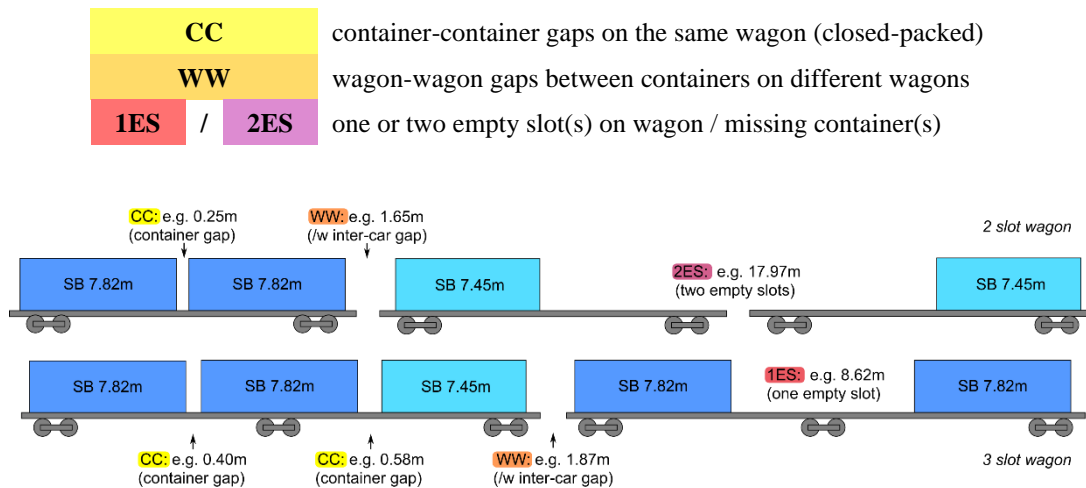 CC container-container gaps on the same wagon (closed-packed)
WW wagon-wagon gaps between containers on different wagons
1ES / 2ES one or two empty slot(s) on wagon / missing container(s)
CC: e.g. 0.25m
(container gap)
WW: e.g. 1.65m
(/w inter-car gap)
2 slot wagon
SB 7.82m
SB 7.82m
SB 7.45m
2ES: e.g. 17.97m
(two empty slots)
SB 7.45m
SB 7.82m
SB 7.82m
SB 7.45m
SB 7.82m
1ES: e.g. 8.62m
(one empty slot)
SB 7.82m
CC: e.g. 0.40m
(container gap)
CC: e.g. 0.58m
(container gap)
WW: e.g. 1.87m
(/w inter-car gap)
3 slot wagon